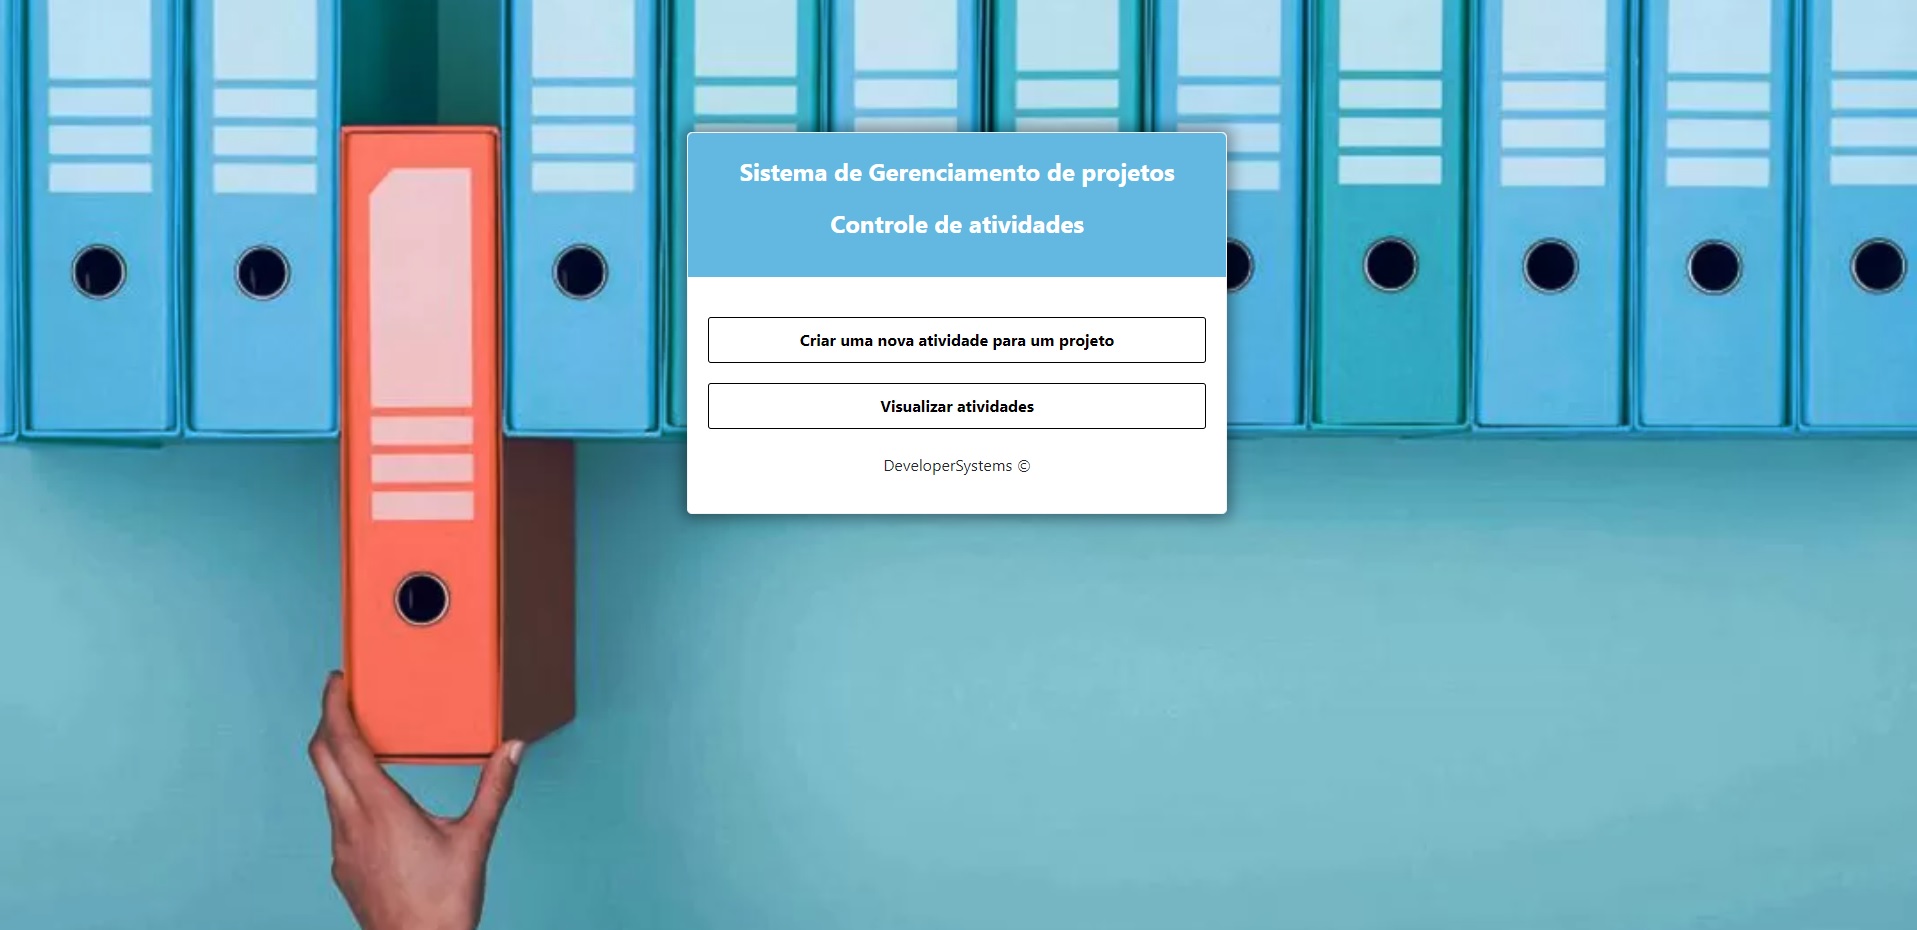 Sistema de Gerenciamento de projetos
Controle de atividades
Criar uma nova atividade para um projeto
Visualizar atividades
DeveloperSystems ©